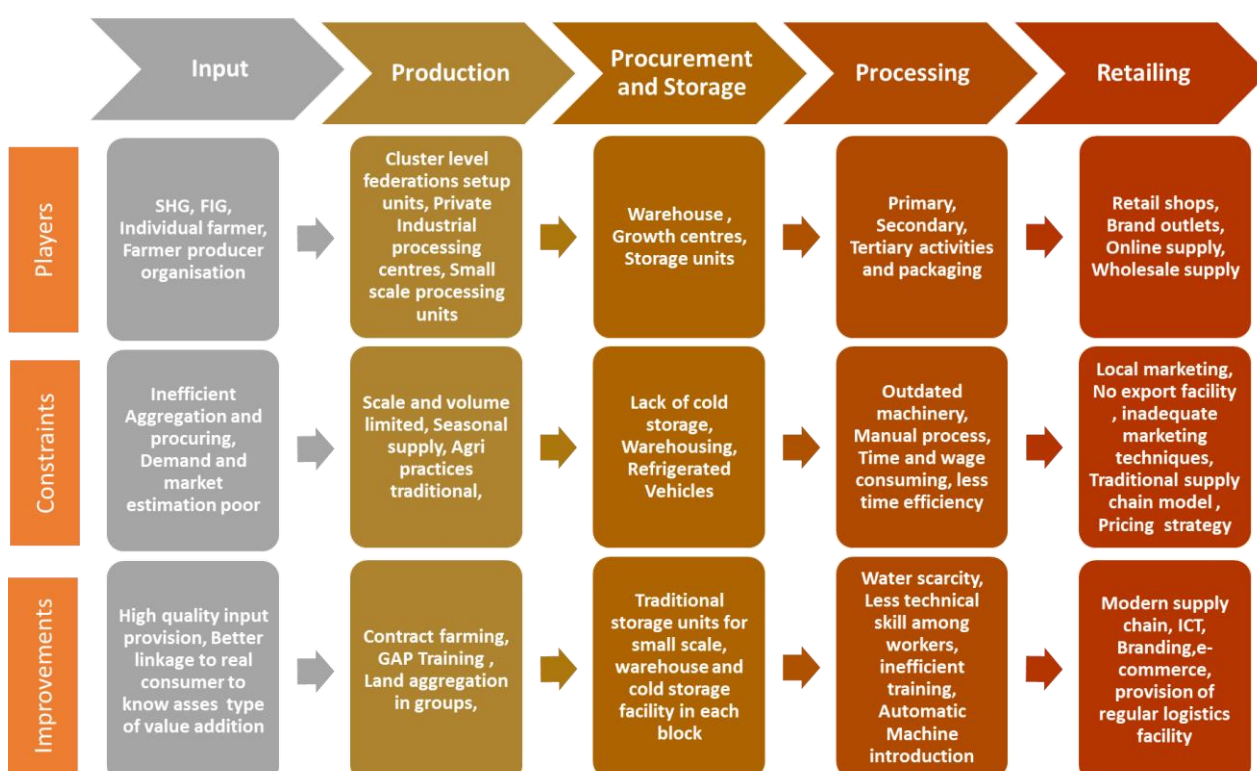 Input
Production
Procurement
and Storage
Processing
Retailing
Players
SHG, FIG,
Individual farmer,
Farmer producer
organisation
Cluster level
federations setup
units, Private
Industrial
processing
centres, Small
scale processing
units
Warehouse ,
Growth centres,
Storage units
Primary,
Secondary,
Tertiary activities
and packaging
Retail shops,
Brand outlets,
Online supply,
Wholesale supply
Constraints
Inefficient
Aggregation and
procuring,
Demand and
market
estimation poor
Scale and volume
limited, Seasonal
supply, Agri
practices
traditional,
Lack of cold
storage,
Warehousing,
Refrigerated
Vehicles
Outdated
machinery,
Manual process,
Time and wage
consuming, less
time efficiency
Local marketing,
No export facility
, inadequate
marketing
techniques,
Traditional supply
chain model ,
Pricing strategy
Improvements
High quality input
provision, Better
linkage to real
consumer to
know asses type
of value addition
Contract farming,
GAP Training ,
Land aggregation
in groups,
Traditional
storage units for
small scale,
warehouse and
cold storage
facility in each
block
Water scarcity,
Less technical
skill among
workers,
inefficient
training,
Automatic
Machine
introduction
Modern supply
chain, ICT,
Branding,e-
commerce,
provision of
regular logistics
facility